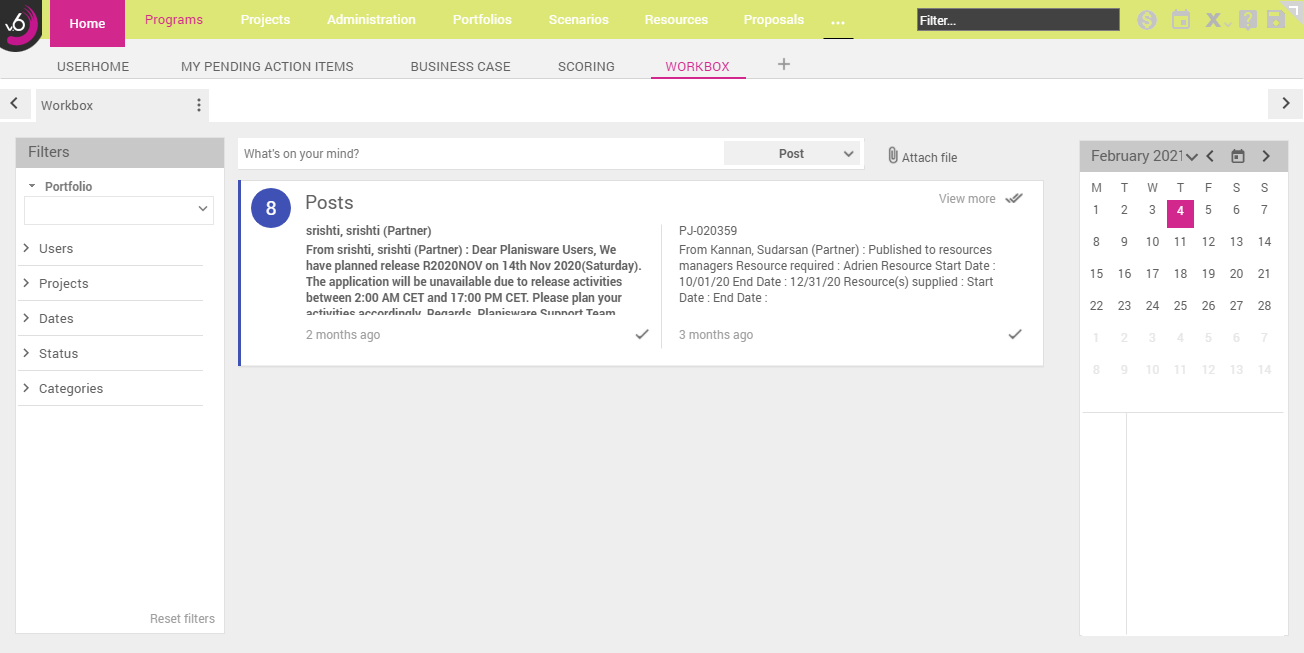 v6
Home
Programs
Projects
Administration
Portfolios
Scenarios
Resources
Proposals
...
Filter...
USERHOME
MY PENDING ACTION ITEMS
BUSINESS CASE
SCORING
WORKBOX
+
Workbox
Filters
Portfolio
Users
Projects
Dates
Status
Categories
Reset filters
What's on your mind?
Post
Attach file
8
Posts
View more
srishti, srishti (Partner)
From srishti, srishti (Partner) : Dear Planisware Users, We
have planned release R2020NOV on 14th Nov 2020(Saturday).
The application will be unavailable due to release activities
between 2:00 AM CET and 17:00 PM CET. Please plan your
activities accordingly. Regards, Planisware Support Team
2 months ago
PJ-020359
From Kannan, Sudarsan (Partner) : Published to resources
managers Resource required : Adrien Resource Start Date :
10/01/20 End Date : 12/31/20 Resource(s) supplied : Start
Date : End Date :
3 months ago
February 2021
M T W T F S S
1 2 3 4 5 6 7
8 9 10 11 12 13 14
15 16 17 18 19 20 21
22 23 24 25 26 27 28
1 2 3 4 5 6 7
8 9 10 11 12 13 14